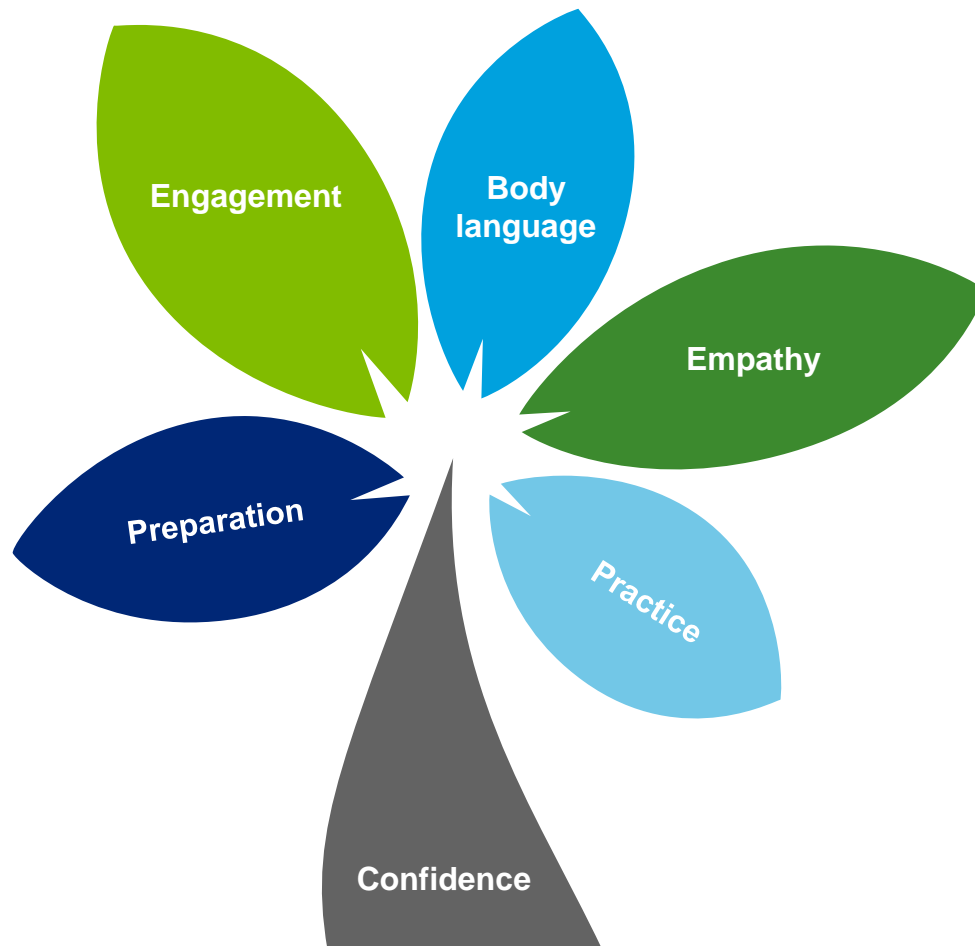 Engagement
Body
language
Empathy
Preparation
Practice
Confidence